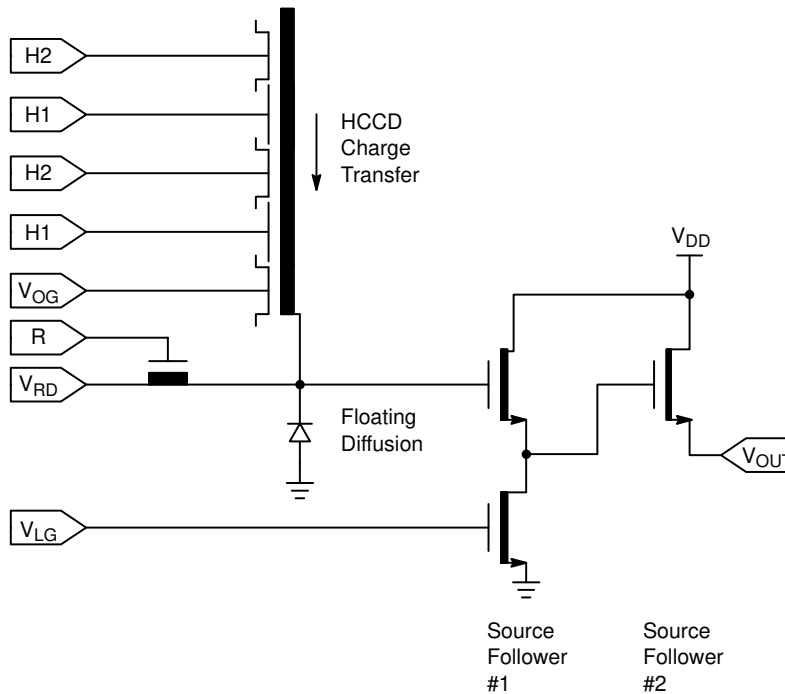 H2
H1
HCCD
Charge
Transfer
H2
H1
VDD
VOG
R
VRD
Floating
Diffusion
VOUT
VLG
Source
Follower
#1
Source
Follower
#2